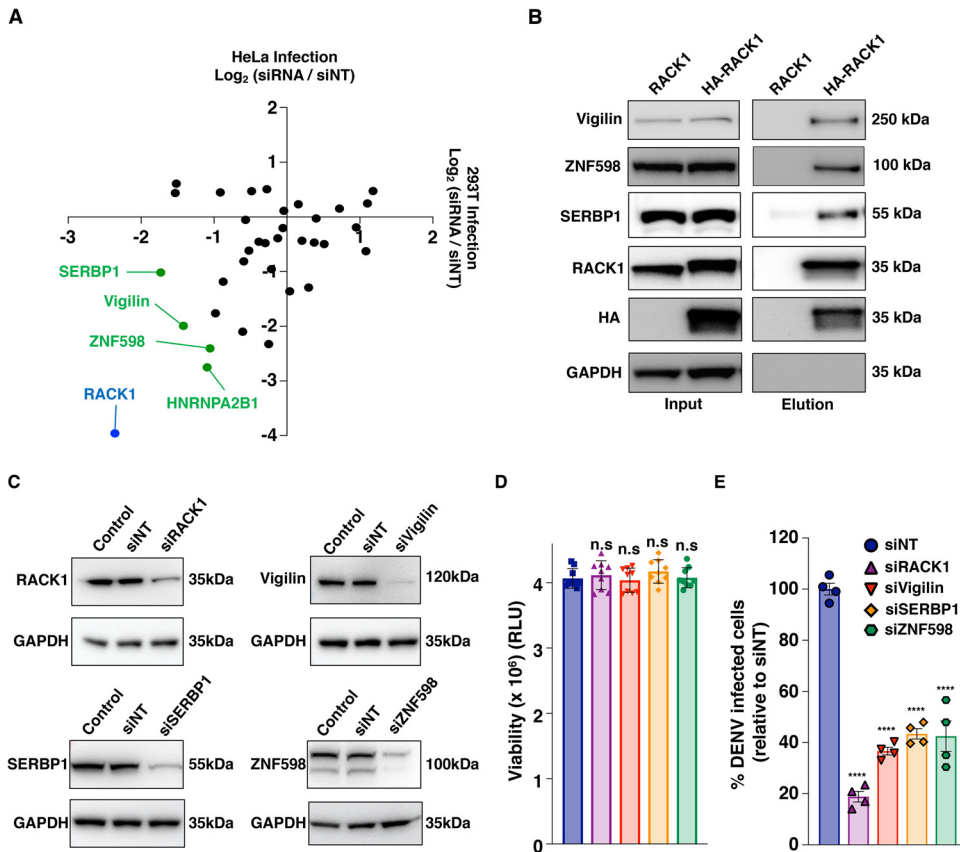 A
HeLa Infection
Log2 (siRNA / siNT)
293T Infection
Log2 (siRNA / siNT)
2
1
-3 -2 -1 1 2
-1
-2
-3
-4
SERBP1
Vigilin
ZNF598
HNRNPA2B1
RACK1
B
RACK1 HA-RACK1 RACK1 HA-RACK1
Vigilin 250 kDa
ZNF598 100 kDa
SERBP1 55 kDa
RACK1 35 kDa
HA 35 kDa
GAPDH 35 kDa
Input Elution
C
Control siNT siRACK1
RACK1 35kDa
GAPDH 35kDa
Control siNT siVigilin
Vigilin 120kDa
GAPDH 35kDa
Control siNT siSERBP1
SERBP1 55kDa
GAPDH 35kDa
Control siNT siZNF598
ZNF598 100kDa
GAPDH 35kDa
D
Viability (x 10⁶) (RLU)
4
4
2
1
0
n.s n.s n.s n.s
E
% DENV infected cells
(relative to siNT)
120
100
80
60
40
20
0
siNT
siRACK1
siVigilin
siSERBP1
siZNF598
**** **** **** ****